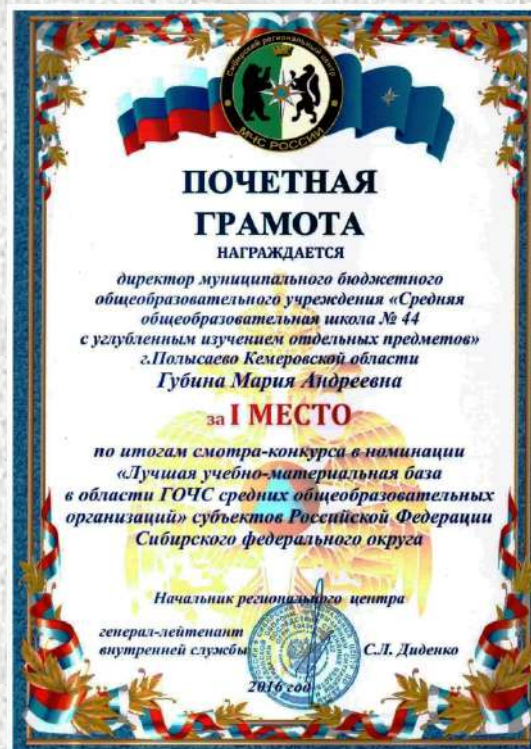 Сибирский региональный центр
МЧС РОССИИ
ПОЧЕТНАЯ
ГРАМОТА
НАГРАЖДАЕТСЯ
директор муниципального бюджетного
общеобразовательного учреждения «Средняя
общеобразовательная школа № 44
с углубленным изучением отдельных предметов»
г.Полысаево Кемеровской области
Губина Мария Андреевна
за I МЕСТО
по итогам смотра-конкурса в номинации
«Лучшая учебно-материальная база
в области ГОЧС средних общеобразовательных
организаций» субъектов Российской Федерации
Сибирского федерального округа
Начальник регионального центра
генерал-лейтенант
внутренней службы
С.Л. Диденко
2016 год